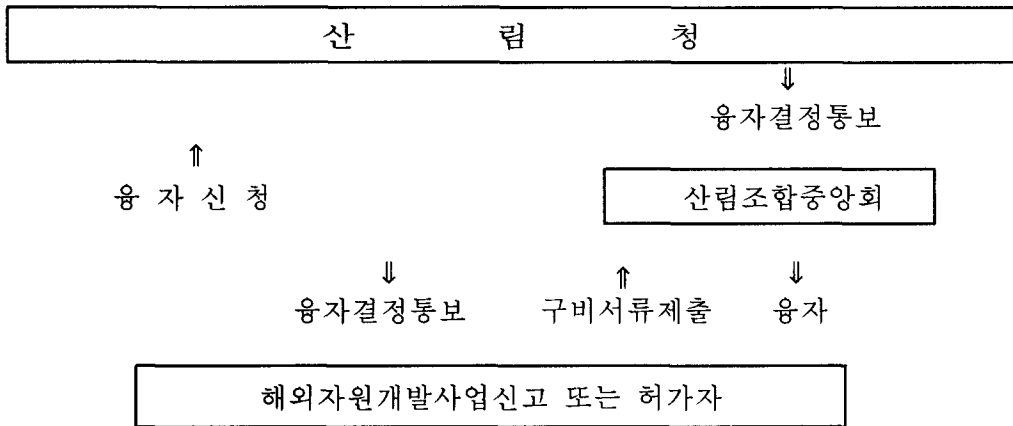 산 림 청
⇓
융자결정통보
⇑
융 자 신 청
산림조합중앙회
⇓ ⇑ ⇓
융자결정통보 구비서류제출 융자
해외자원개발사업신고 또는 허가자